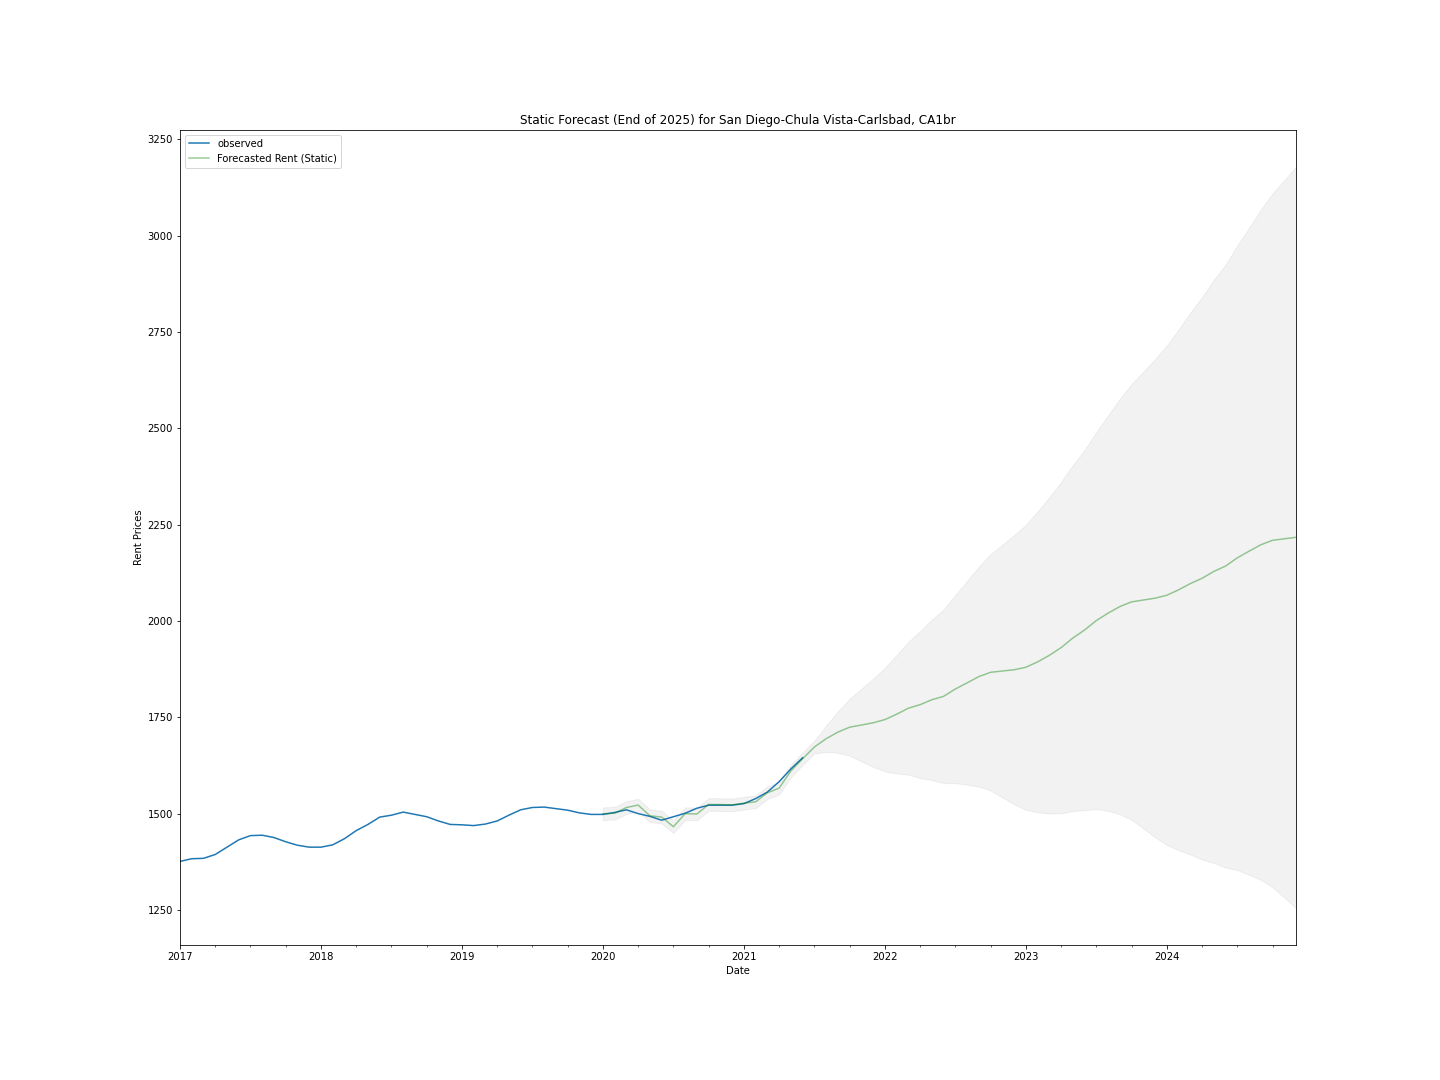 Static Forecast (End of 2025) for San Diego-Chula Vista-Carlsbad, CA1br
observed
Forecasted Rent (Static)
3250
3000
2750
2500
2250
2000
1750
1500
1250
Rent Prices
2017 2018 2019 2020 2021 2022 2023 2024
Date